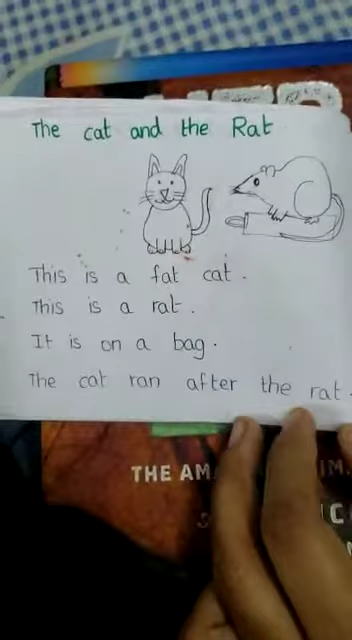 The cat and the Rat
This is a fat cat.
This is a rat.
It is on a bag.
The cat ran after the rat.
THE AM
IM.